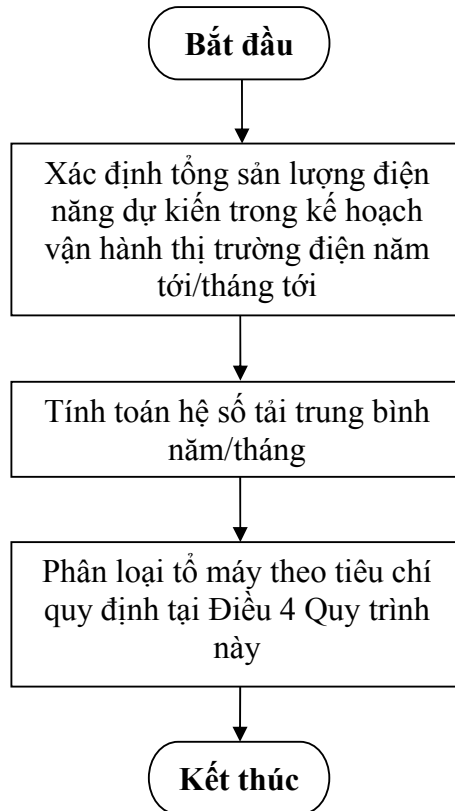 Bắt đầu
Xác định tổng sản lượng điện
năng dự kiến trong kế hoạch
vận hành thị trường điện năm
tới/tháng tới
Tính toán hệ số tải trung bình
năm/tháng
Phân loại tổ máy theo tiêu chí
quy định tại Điều 4 Quy trình
này
Kết thúc